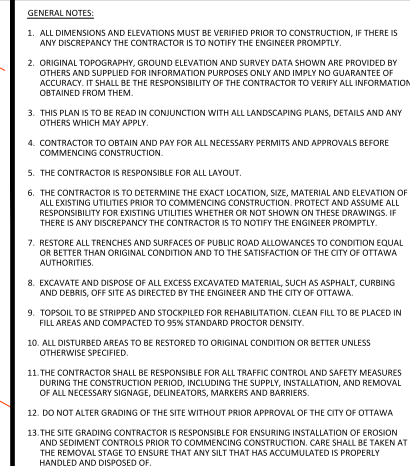 GENERAL NOTES:
1. ALL DIMENSIONS AND ELEVATIONS MUST BE VERIFIED PRIOR TO CONSTRUCTION, IF THERE IS
ANY DISCREPANCY THE CONTRACTOR IS TO NOTIFY THE ENGINEER PROMPTLY.
2. ORIGINAL TOPOGRAPHY, GROUND ELEVATION AND SURVEY DATA SHOWN ARE PROVIDED BY
OTHERS AND SUPPLIED FOR INFORMATION PURPOSES ONLY AND IMPLY NO GUARANTEE OF
ACCURACY. IT SHALL BE THE RESPONSIBILITY OF THE CONTRACTOR TO VERIFY ALL INFORMATION
OBTAINED FROM THEM.
3. THIS PLAN IS TO BE READ IN CONJUNCTION WITH ALL LANDSCAPING PLANS, DETAILS AND ANY
OTHERS WHICH MAY APPLY.
4. CONTRACTOR TO OBTAIN AND PAY FOR ALL NECESSARY PERMITS AND APPROVALS BEFORE
COMMENCING CONSTRUCTION.
5. THE CONTRACTOR IS RESPONSIBLE FOR ALL LAYOUT.
6. THE CONTRACTOR IS TO DETERMINE THE EXACT LOCATION, SIZE, MATERIAL AND ELEVATION OF
ALL EXISTING UTILITIES PRIOR TO COMMENCING CONSTRUCTION. PROTECT AND ASSUME ALL
RESPONSIBILITY FOR EXISTING UTILITIES WHETHER OR NOT SHOWN ON THESE DRAWINGS. IF
THERE IS ANY DISCREPANCY THE CONTRACTOR IS TO NOTIFY THE ENGINEER PROMPTLY.
7. RESTORE ALL TRENCHES AND SURFACES OF PUBLIC ROAD ALLOWANCES TO CONDITION EQUAL
OR BETTER THAN ORIGINAL CONDITION AND TO THE SATISFACTION OF THE CITY OF OTTAWA
AUTHORITIES.
8. EXCAVATE AND DISPOSE OF ALL EXCESS EXCAVATED MATERIAL, SUCH AS ASPHALT, CURBING
AND DEBRIS, OFF SITE AS DIRECTED BY THE ENGINEER AND THE CITY OF OTTAWA.
9. TOPSOIL TO BE STRIPPED AND STOCKPILED FOR REHABILITATION. CLEAN FILL TO BE PLACED IN
FILL AREAS AND COMPACTED TO 95% STANDARD PROCTOR DENSITY.
10. ALL DISTURBED AREAS TO BE RESTORED TO ORIGINAL CONDITION OR BETTER UNLESS
OTHERWISE SPECIFIED.
11. THE CONTRACTOR SHALL BE RESPONSIBLE FOR ALL TRAFFIC CONTROL AND SAFETY MEASURES
DURING THE CONSTRUCTION PERIOD, INCLUDING THE SUPPLY, INSTALLATION, AND REMOVAL
OF ALL NECESSARY SIGNAGE, DELINEATORS, MARKERS AND BARRIERS.
12. DO NOT ALTER GRADING OF THE SITE WITHOUT PRIOR APPROVAL OF THE CITY OF OTTAWA
13. THE SITE GRADING CONTRACTOR IS RESPONSIBLE FOR ENSURING INSTALLATION OF EROSION
AND SEDIMENT CONTROLS PRIOR TO COMMENCING CONSTRUCTION. CARE SHALL BE TAKEN AT
THE REMOVAL STAGE TO ENSURE THAT ANY SILT THAT HAS ACCUMULATED IS PROPERLY
HANDLED AND DISPOSED OF.